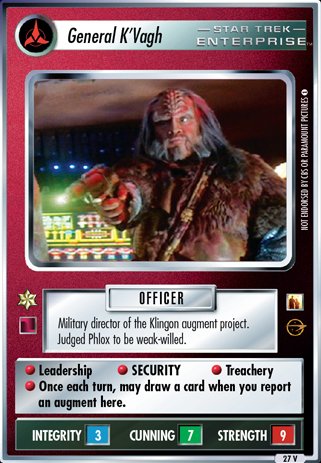 General K'Vagh
STAR TREK
ENTERPRISE™
NOT ENDORSED BY CBS OR PARAMOUNT PICTURES
OFFICER
Military director of the Klingon augment project.
Judged Phlox to be weak-willed.
Leadership
SECURITY
Treachery
Once each turn, may draw a card when you report
an augment here.
INTEGRITY 3
CUNNING 7
STRENGTH 9
27 V